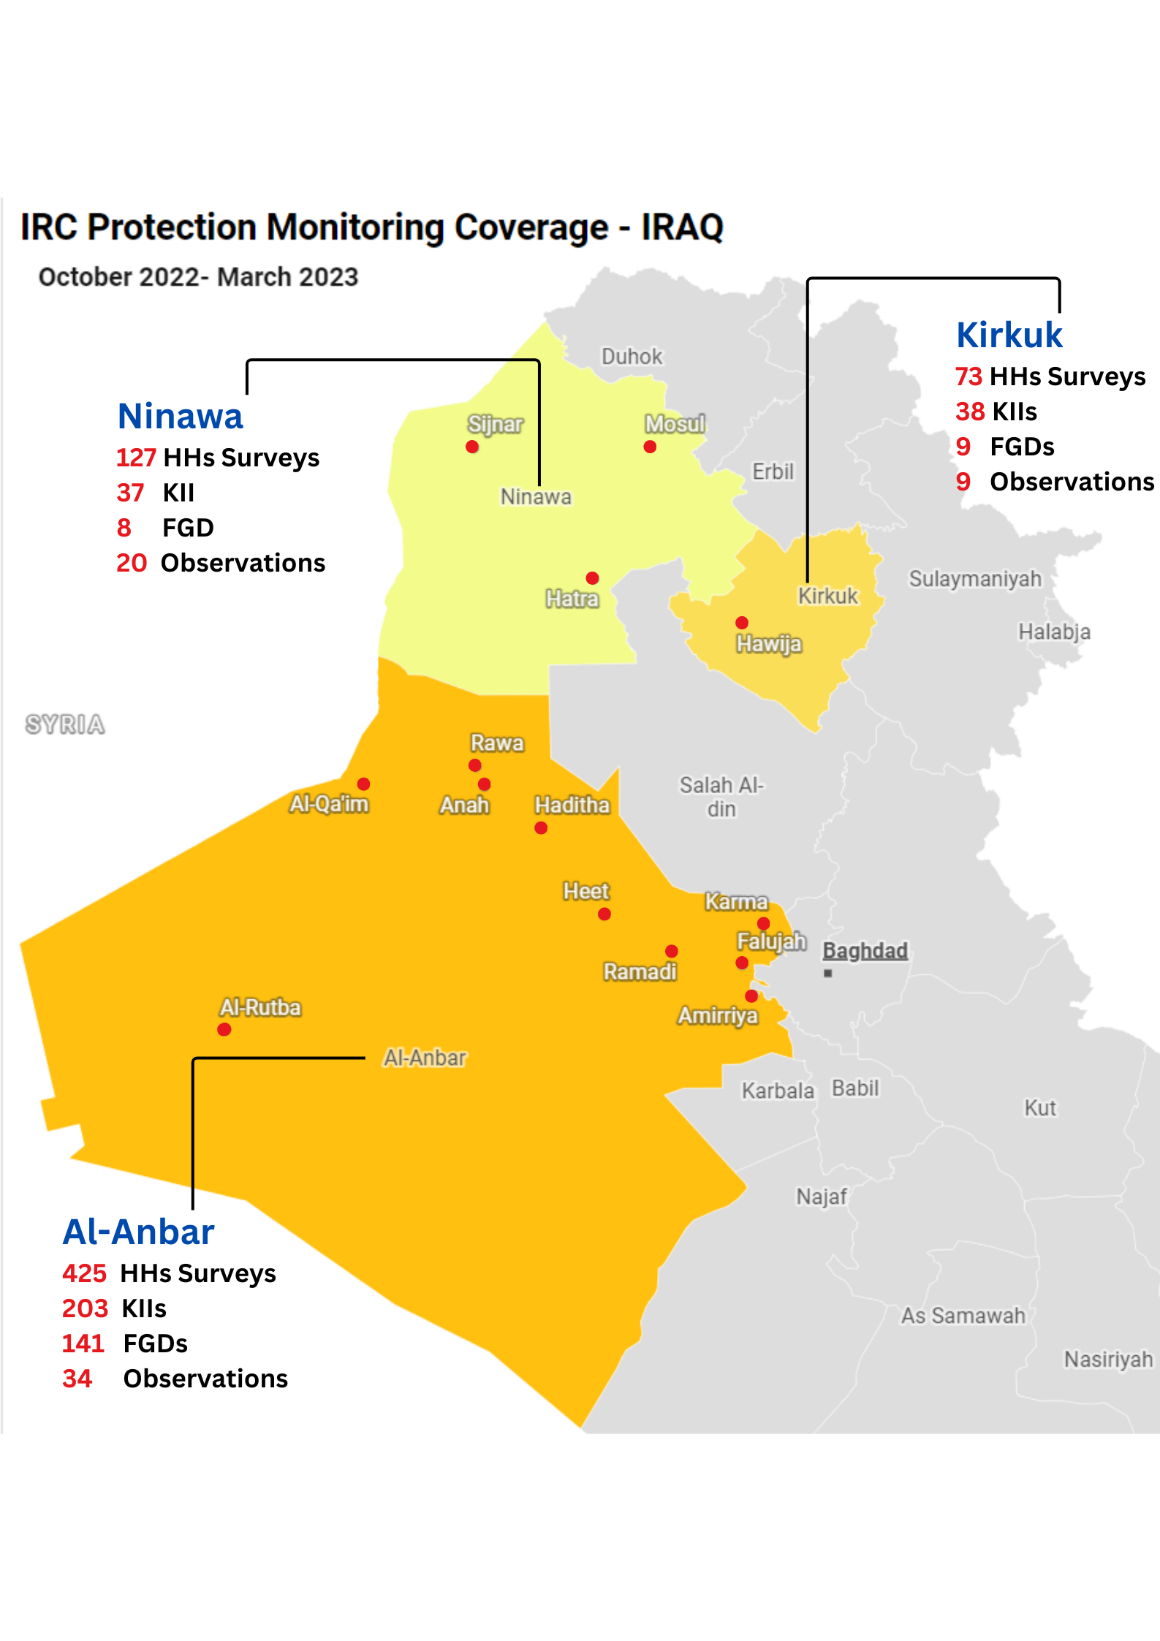 IRC Protection Monitoring Coverage - IRAQ
October 2022- March 2023
Kirkuk
73 HHs Surveys
38 KIIs
9 FGDs
9 Observations
Ninawa
127 HHs Surveys
37 KII
8 FGD
20 Observations
Duhok
Sijnar
Mosul
Erbil
Ninawa
Sulaymaniyah
Kirkuk
Hatra
Halabja
Hawija
SYRIA
Rawa
Salah Al-
din
Al-Qa'im
Anah
Haditha
Heet
Karma
Falujah
Baghdad
Ramadi
Al-Rutba
Amirriya
Al-Anbar
Karbala
Babil
Kut
Najaf
Al-Anbar
425 HHs Surveys
203 KIIs
141 FGDs
34 Observations
As Samawah
Nasiriyah